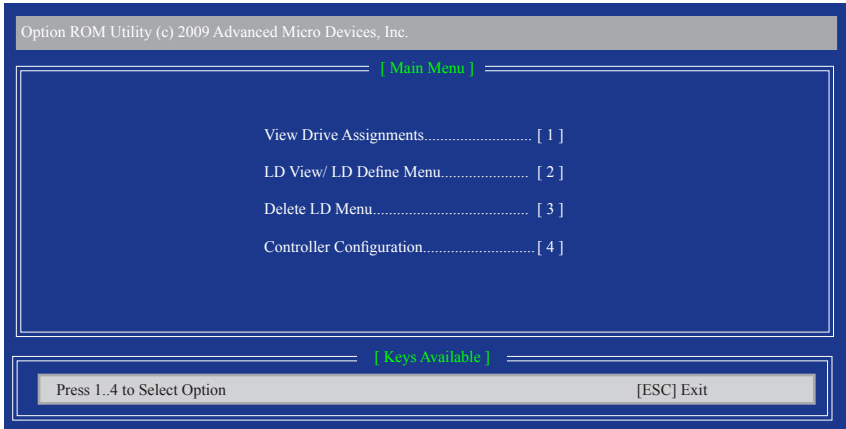 Option ROM Utility (c) 2009 Advanced Micro Devices, Inc.
[ Main Menu ]
View Drive Assignments........................... [ 1 ]
LD View/ LD Define Menu...................... [ 2 ]
Delete LD Menu....................................... [ 3 ]
Controller Configuration............................[ 4 ]
[ Keys Available ]
Press 1..4 to Select Option [ESC] Exit